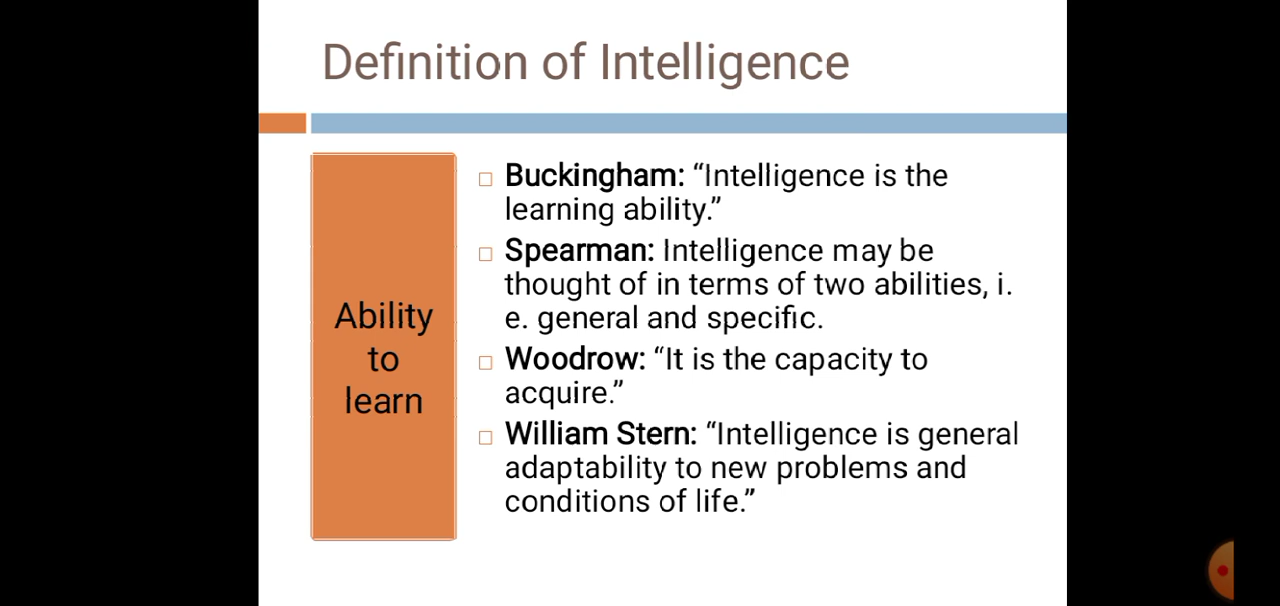 Definition of Intelligence
Ability
to
learn
Buckingham: “Intelligence is the
learning ability.”
Spearman: Intelligence may be
thought of in terms of two abilities, i.
e. general and specific.
Woodrow: “It is the capacity to
acquire.”
William Stern: “Intelligence is general
adaptability to new problems and
conditions of life.”